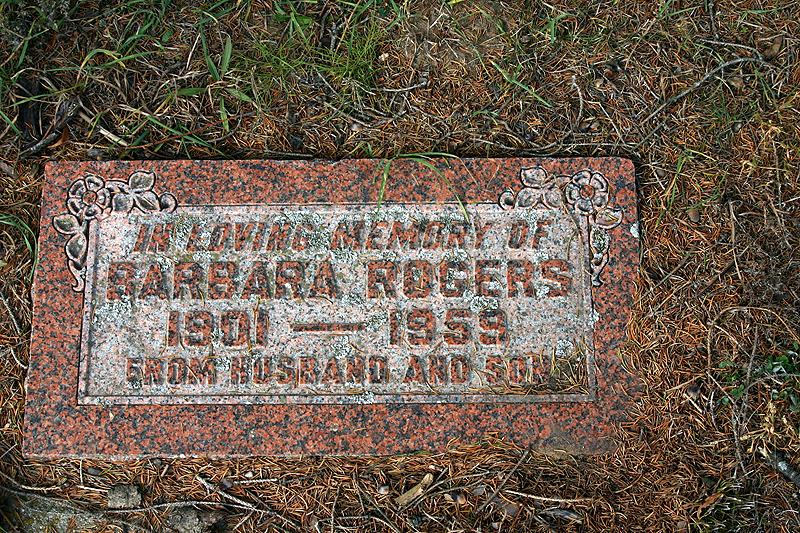 IN LOVING MEMORY OF
BARBARA ROGERS
1901 — 1959
FROM HUSBAND AND SON